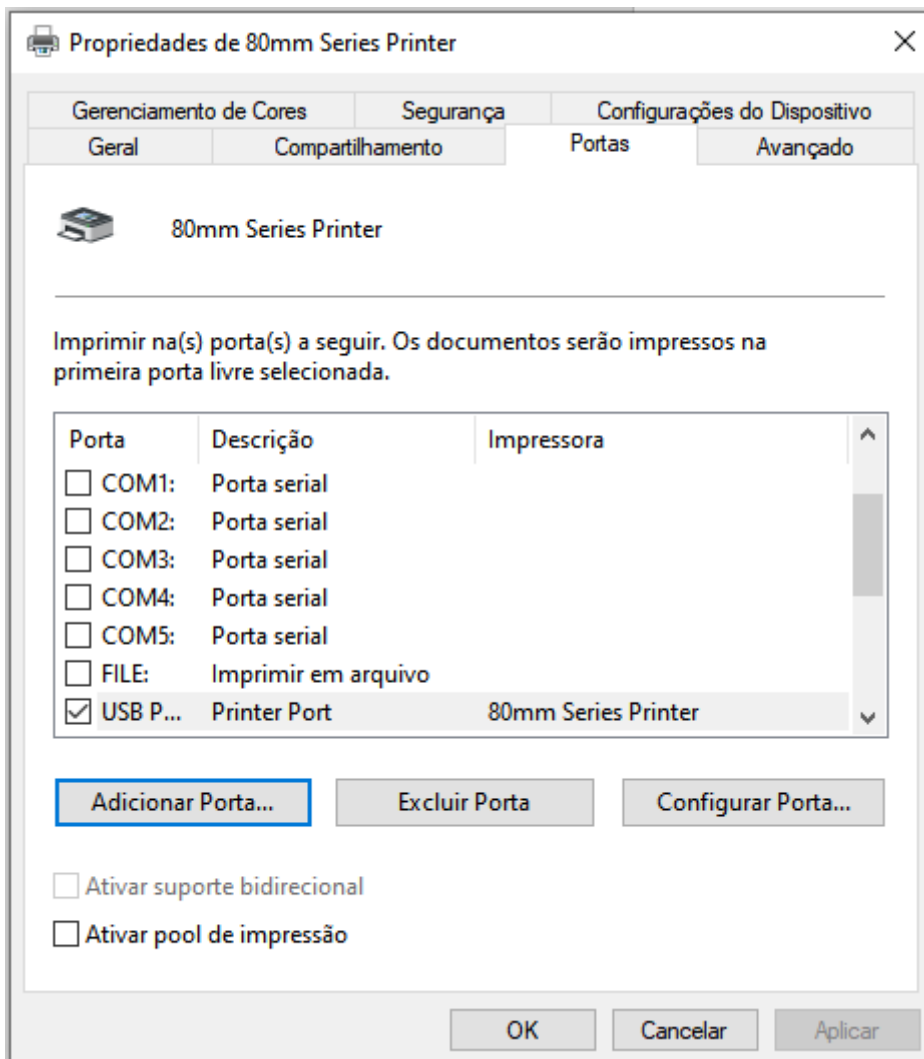 Propriedades de 80mm Series Printer
Gerenciamento de Cores Segurança Configurações do Dispositivo
Geral Compartilhamento Portas Avançado
80mm Series Printer
Imprimir na(s) porta(s) a seguir. Os documentos serão impressos na
primeira porta livre selecionada.
Porta Descrição Impressora
COM1: Porta serial
COM2: Porta serial
COM3: Porta serial
COM4: Porta serial
COM5: Porta serial
FILE: Imprimir em arquivo
USB P... Printer Port 80mm Series Printer
Adicionar Porta... Excluir Porta Configurar Porta...
Ativar suporte bidirecional
Ativar pool de impressão
OK Cancelar Aplicar